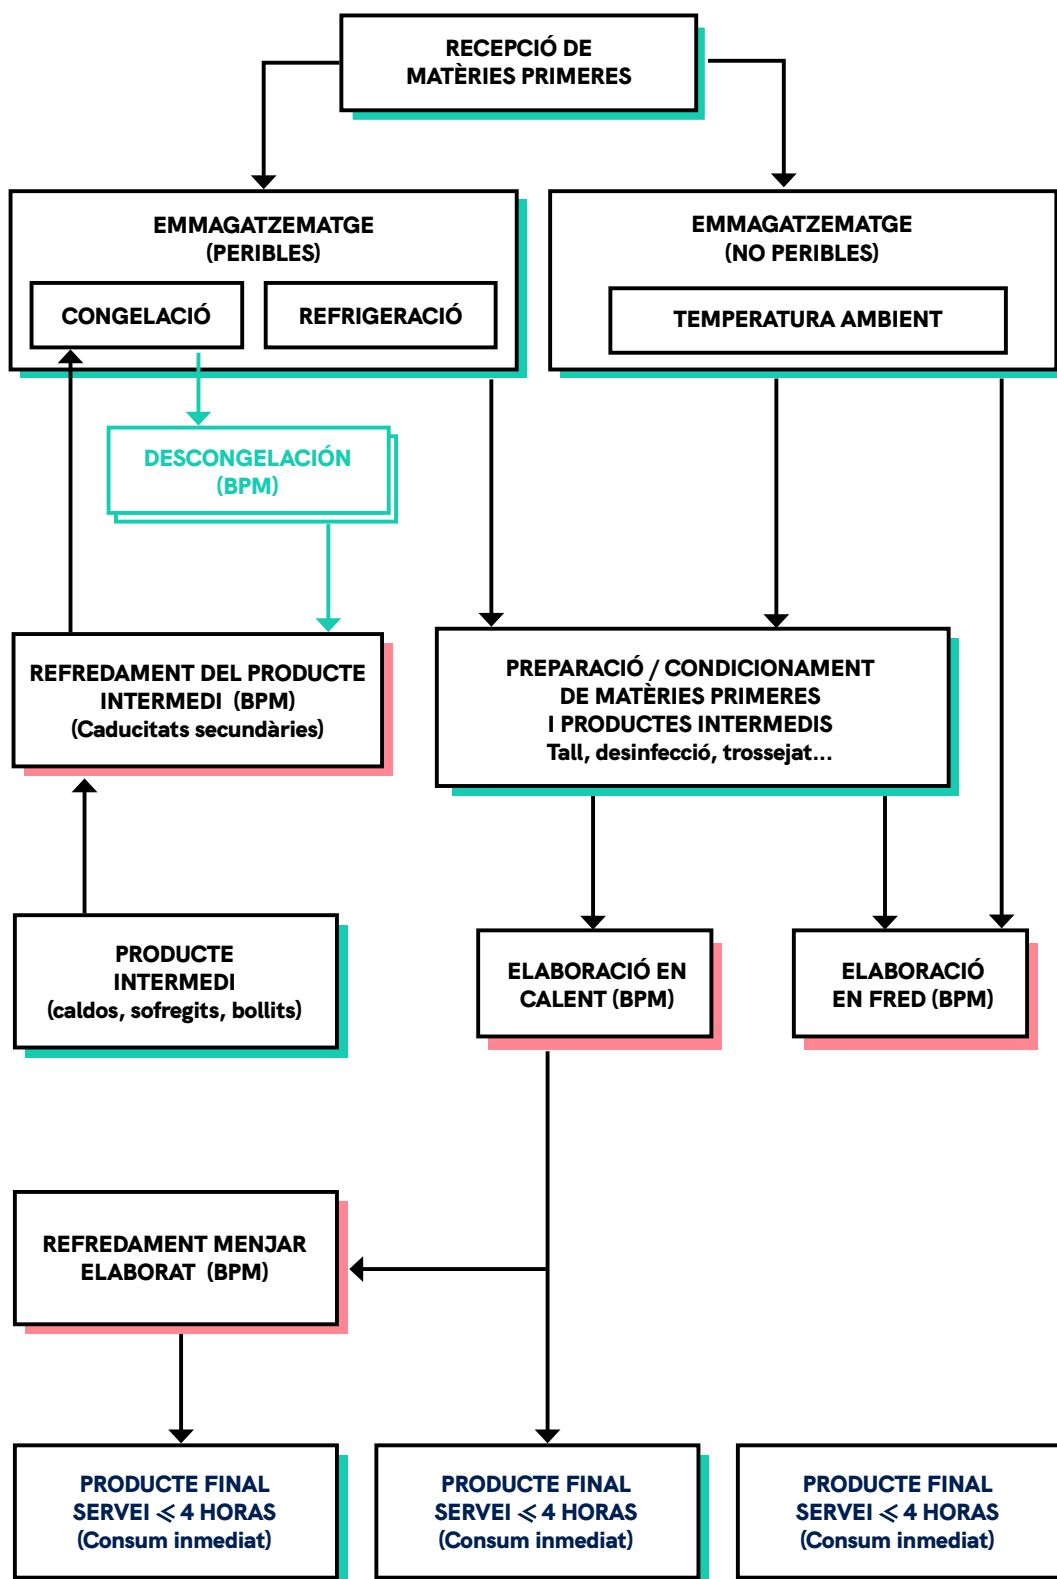 RECEPCIÓ DE
MATÈRIES PRIMERES
EMMAGATZEMATGE
(PERIBLES)
CONGELACIÓ
REFRIGERACIÓ
EMMAGATZEMATGE
(NO PERIBLES)
TEMPERATURA AMBIENT
DESCONGELACIÓN
(BPM)
REFREDAMENT DEL PRODUCTE
INTERMEDI (BPM)
(Caducitats secundàries)
PREPARACIÓ / CONDICIONAMENT
DE MATÈRIES PRIMERES
I PRODUCTES INTERMEDIS
Tall, desinfecció, trossejat...
PRODUCTE
INTERMEDI
(caldos, sofregits, bollits)
ELABORACIÓ EN
CALENT (BPM)
ELABORACIÓ
EN FRED (BPM)
REFREDAMENT MENJAR
ELABORAT (BPM)
PRODUCTE FINAL
SERVEI ⩽ 4 HORAS
(Consum inmediat)
PRODUCTE FINAL
SERVEI ⩽ 4 HORAS
(Consum inmediat)
PRODUCTE FINAL
SERVEI ⩽ 4 HORAS
(Consum inmediat)